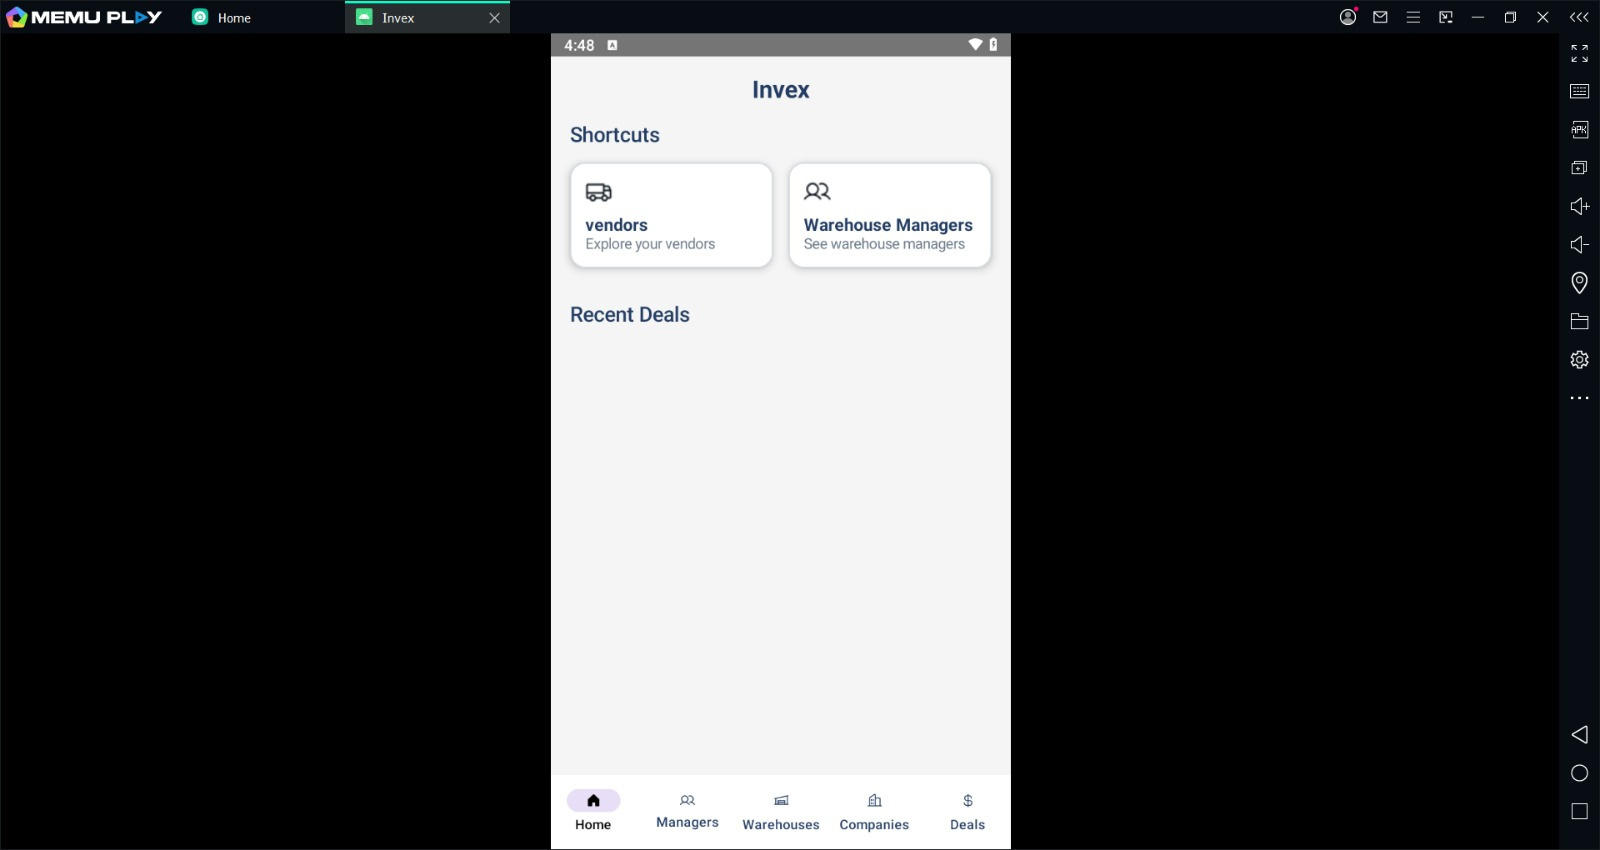 MEMU PLAY
Home
Invex
APK
4:48
A
Invex
Shortcuts
vendors
Explore your vendors
Warehouse Managers
See warehouse managers
Recent Deals
Home
Managers
Warehouses
Companies
$
Deals